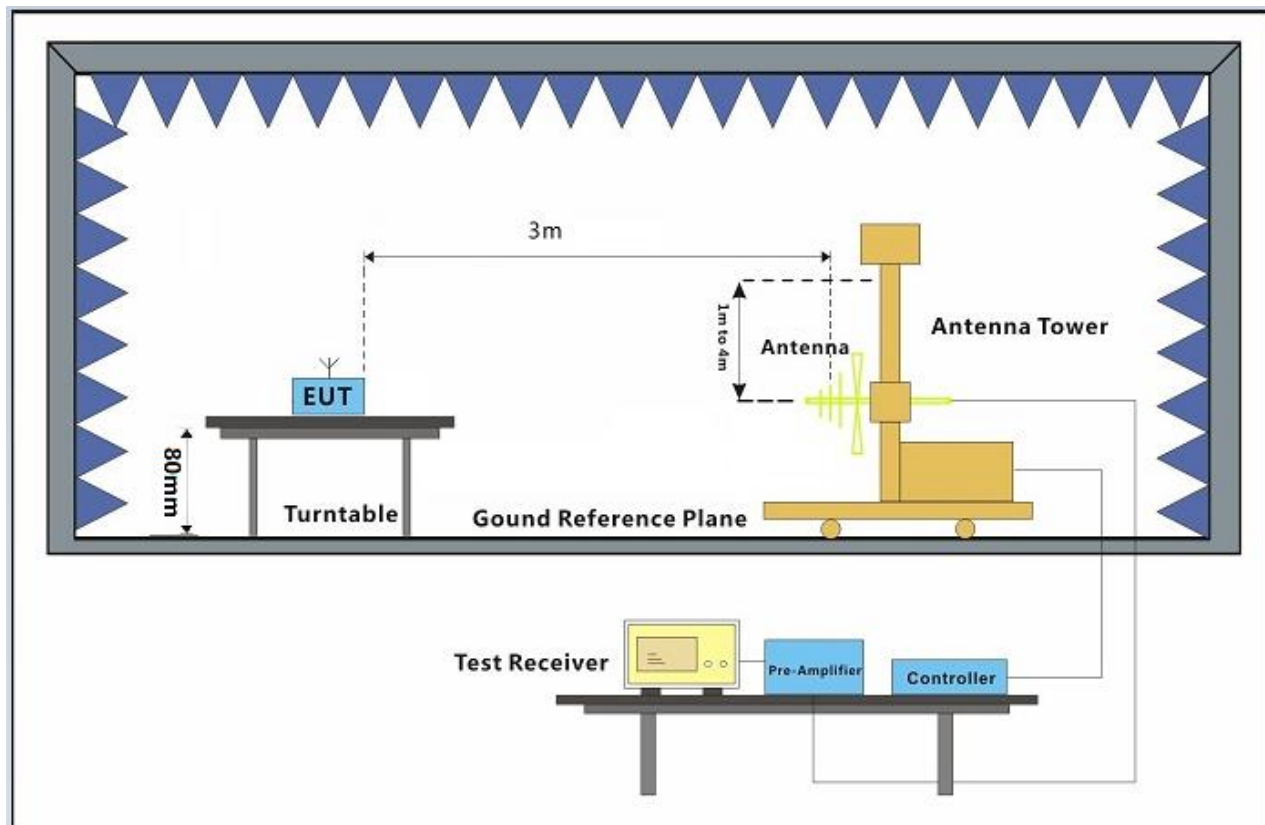 3m
1m to 4m
Antenna Tower
Antenna
EUT
80mm
Turntable
Gound Reference Plane
Test Receiver
Pre-Amplifier
Controller